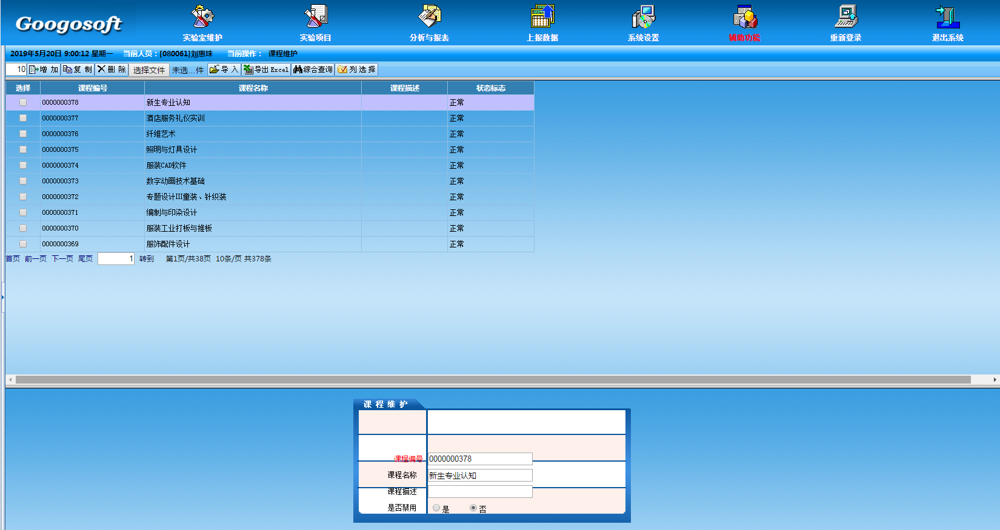 Googosoft
实验室维护 实验项目 分析与报表 上报数据 系统设置 辅助功能 重新登录 退出系统
2019年5月20日 9:00:12 星期一 当前人员：[080061]刘惠珠 当前操作： 课程维护
10 增 加 复 制 删 除 选择文件 未选...件 导 入 导出Excel 综合查询 列 选 择
选择 课程编号 课程名称 课程描述 状态标志
0000000378 新生专业认知 正常
0000000377 酒店服务礼仪实训 正常
0000000376 纤维艺术 正常
0000000375 照明与灯具设计 正常
0000000374 服装CAD软件 正常
0000000373 数字动画技术基础 正常
0000000372 专题设计III童装、针织装 正常
0000000371 编制与印染设计 正常
0000000370 服装工业打板与推板 正常
0000000369 服饰配件设计 正常
首页 前一页 下一页 尾页 1 转到 第1页/共38页 10条/页 共378条
课 程 维 护
课程编号 0000000378
课程名称 新生专业认知
课程描述
是否禁用 是 否